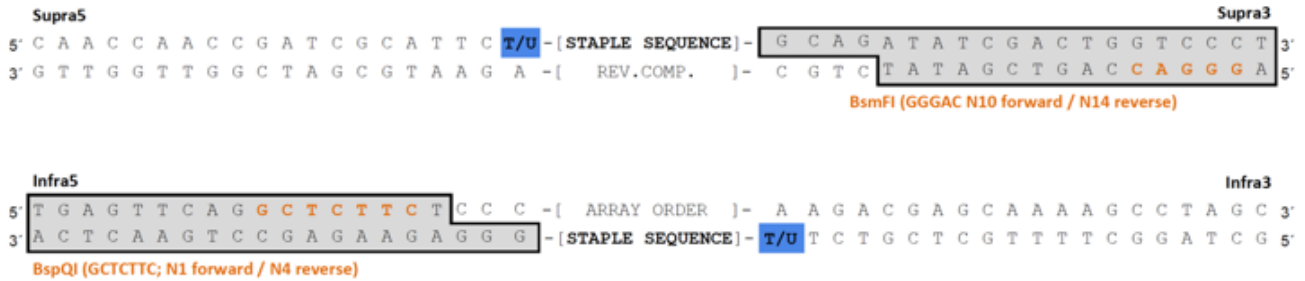 Supra5 Supra3
5´ C A A C C A A C C G A T C G C A T T C T/U -[STAPLE SEQUENCE]- G C A G A T A T C G A C T G G T C C C T 3´
3´ G T T G G T T G G C T A G C G T A A G A -[ REV.COMP. ]- C G T C T A T A G C T G A C C A G G G A 5´
BsmFI (GGGAC N10 forward / N14 reverse)
Infra5 Infra3
5´ T G A G T T C A G G C T C T T C T C C C -[ ARRAY ORDER ]- A A G A C G A G C A A A A G C C T A G C 3´
3´ A C T C A A G T C C G A G A A G A G G G -[STAPLE SEQUENCE]- T/U T C T G C T C G T T T T C G G A T C G 5´
BspQI (GCTCTTC; N1 forward / N4 reverse)